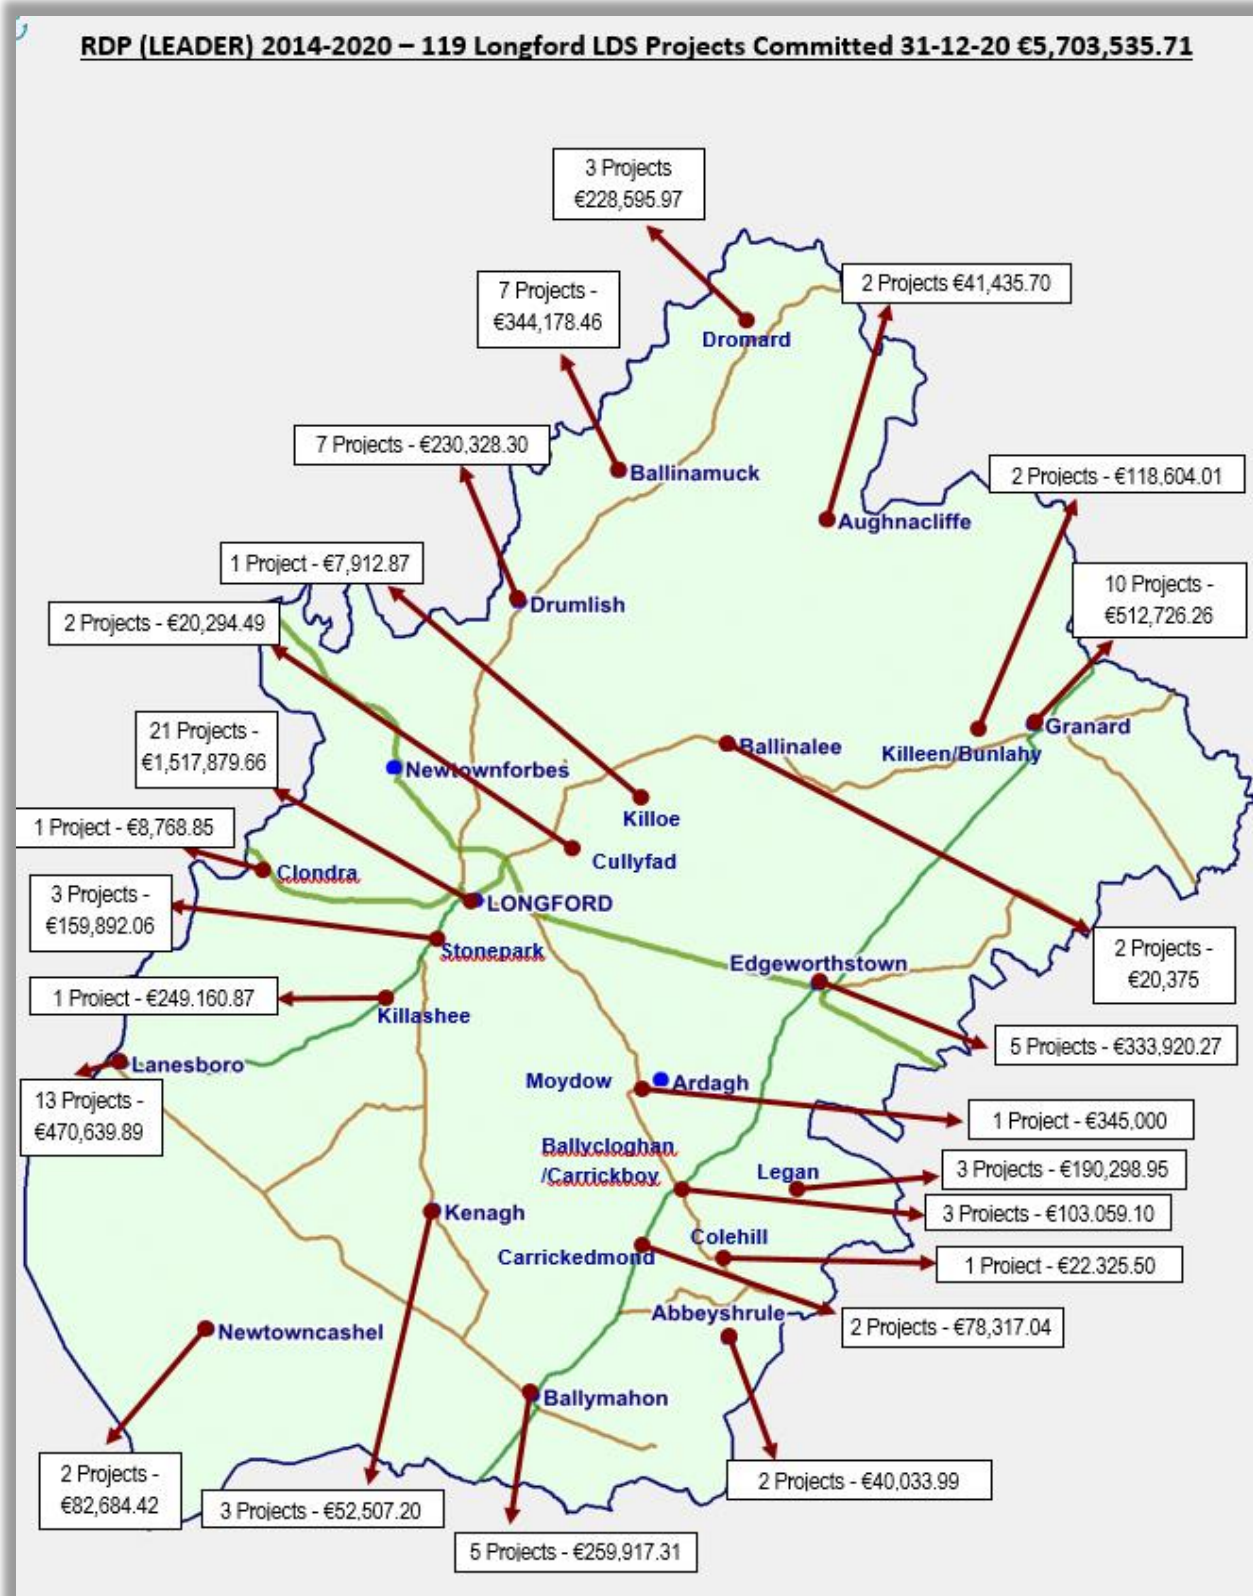 RDP (LEADER) 2014-2020 – 119 Longford LDS Projects Committed 31-12-20 €5,703,535.71
3 Projects
€228,595.97
2 Projects €41,435.70
7 Projects -
€344,178.46
Dromard
7 Projects - €230,328.30
Ballinamuck
2 Projects - €118,604.01
Aughnacliffe
1 Project - €7,912.87
10 Projects -
€512,726.26
Drumlish
2 Projects - €20,294.49
21 Projects -
€1,517,879.66
Granard
Ballinalee
Killeen/Bunlahy
Newtownforbes
Killoe
1 Project - €8,768.85
Cullyfad
Clondra
3 Projects -
€159,892.06
LONGFORD
Stonepark
2 Projects -
€20,375
Edgeworthstown
1 Project - €249.160.87
Killashee
5 Projects - €333,920.27
Lanesboro
Moydow
Ardagh
13 Projects -
€470,639.89
1 Project - €345,000
Ballycloghan
/Carrickboy
Legan
3 Projects - €190,298.95
Kenagh
3 Projects - €103.059.10
Colehill
Carrickedmond
1 Project - €22.325.50
Abbeyshrule
2 Projects - €78,317.04
Newtowncashel
Ballymahon
2 Projects -
€82,684.42
2 Projects - €40,033.99
3 Projects - €52,507.20
5 Projects - €259,917.31